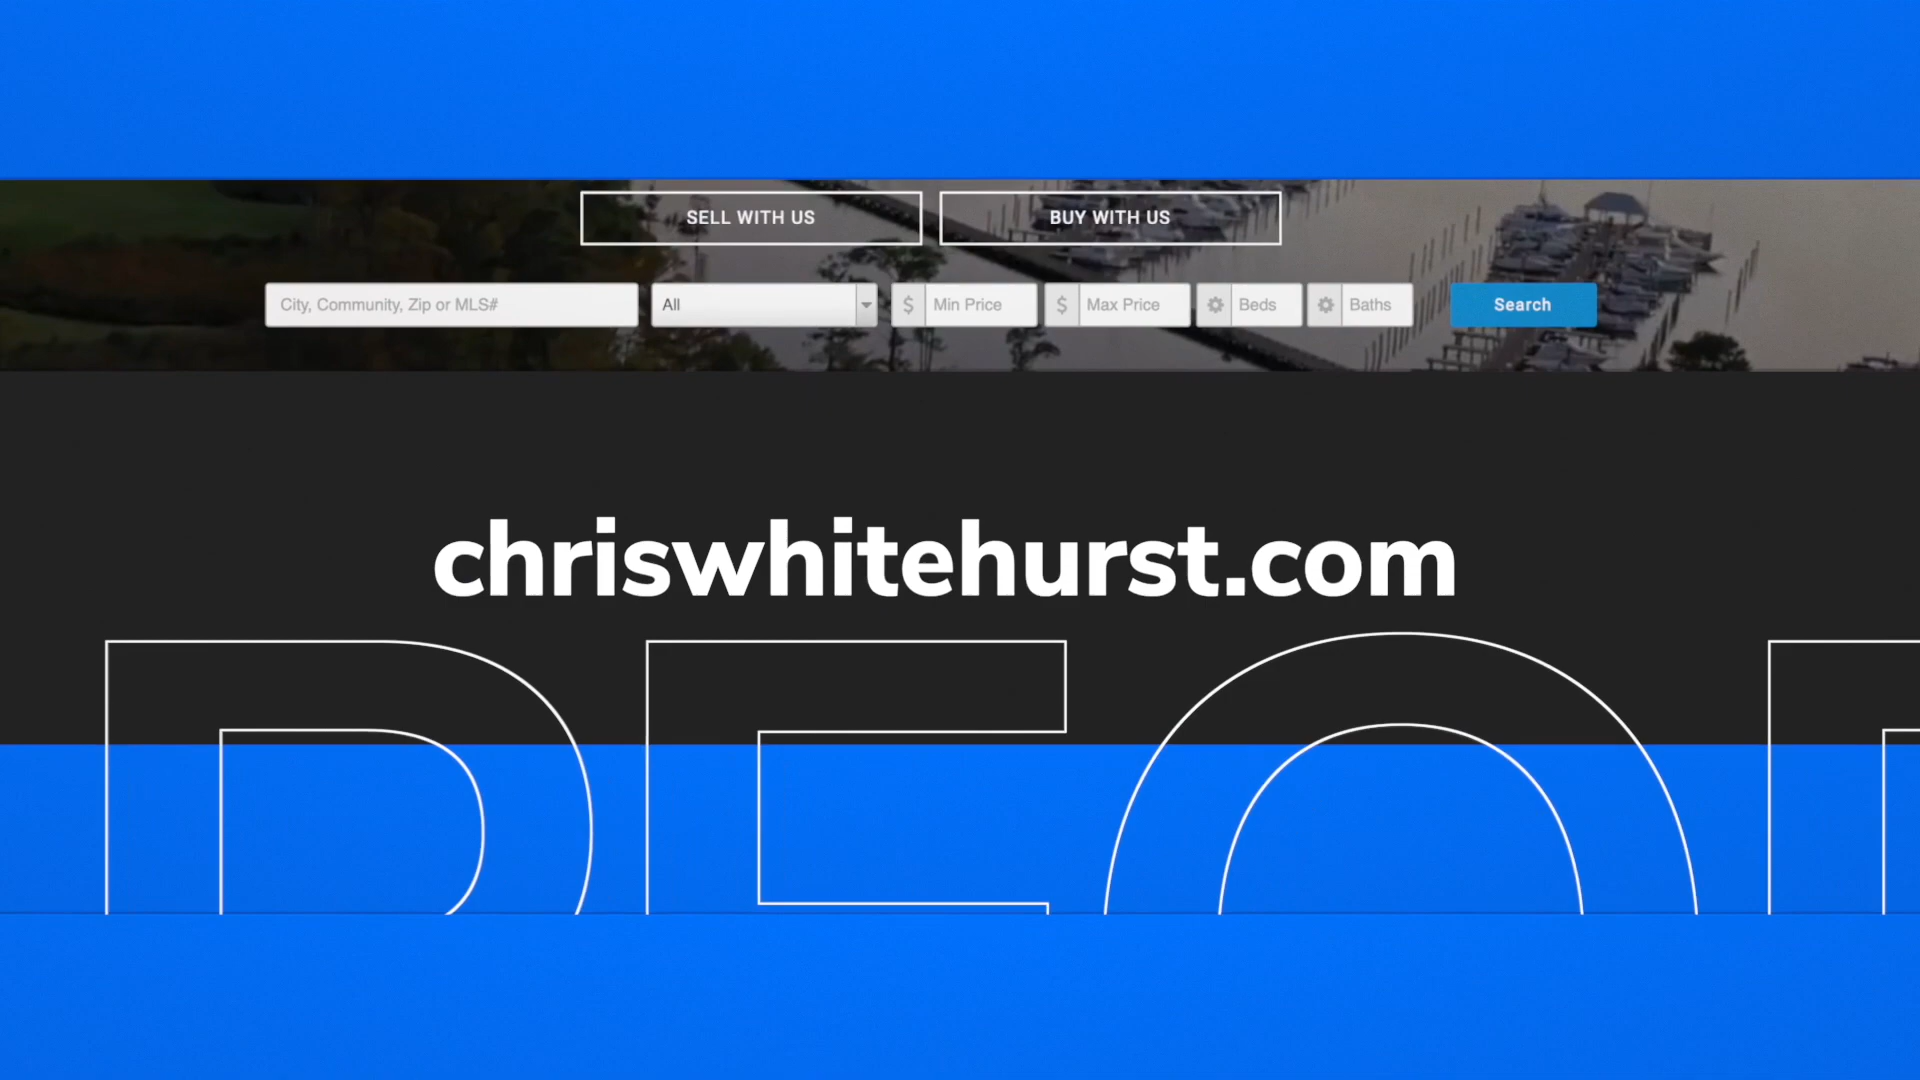 SELL WITH US BUY WITH US
City, Community, Zip or MLS# All $ Min Price $ Max Price Beds Baths Search
chriswhitehurst.com